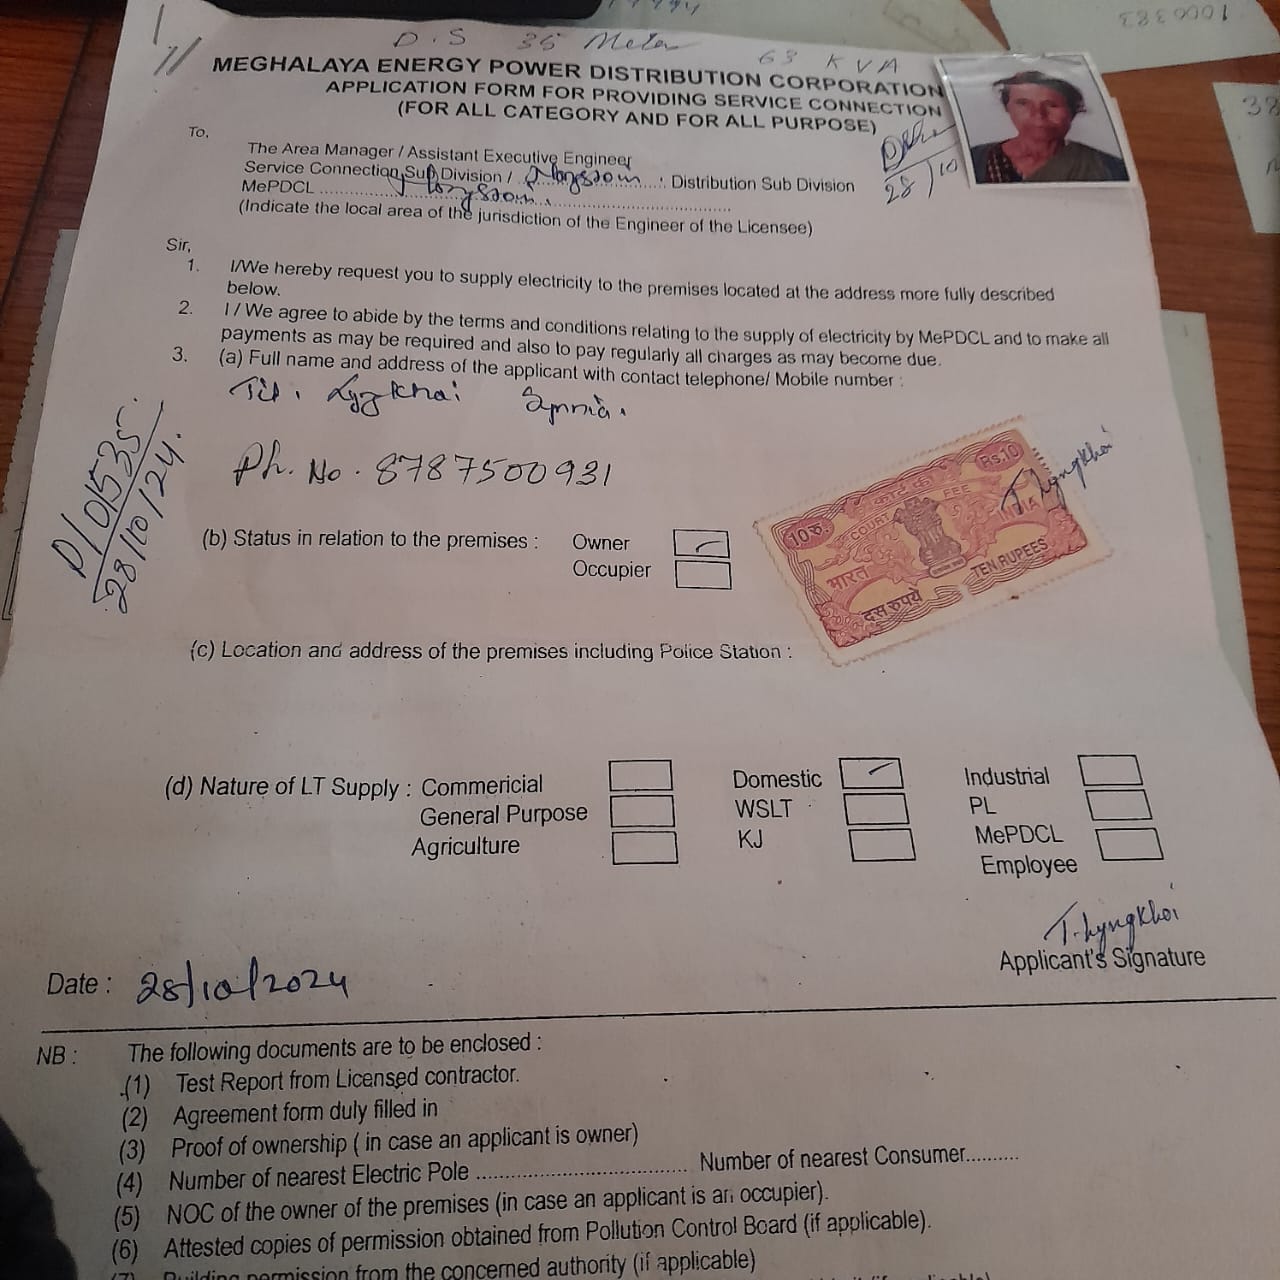 D.S 35 Meter 63 KVA
MEGHALAYA ENERGY POWER DISTRIBUTION CORPORATION
APPLICATION FORM FOR PROVIDING SERVICE CONNECTION
(FOR ALL CATEGORY AND FOR ALL PURPOSE)
28/10
To,
The Area Manager / Assistant Executive Engineer
Service Connection Sub Division / ........ Distribution Sub Division
MePDCL ........
(Indicate the local area of the jurisdiction of the Engineer of the Licensee)
Sir,
1. I/We hereby request you to supply electricity to the premises located at the address more fully described
below.
2. I / We agree to abide by the terms and conditions relating to the supply of electricity by MePDCL and to make all
payments as may be required and also to pay regularly all charges as may become due.
3. (a) Full name and address of the applicant with contact telephone/ Mobile number :
Ph. No. 8787500931
D/01535
28/10/24.
10रु.
कोर्ट फी
Rs.10
COURT FEE
भारत
INDIA
दस रुपये
TEN RUPEES
T. Lyngkhoi
(b) Status in relation to the premises : Owner
Occupier
(c) Location and address of the premises including Police Station :
(d) Nature of LT Supply : Commericial Domestic Industrial
General Purpose WSLT PL
Agriculture KJ MePDCL
Employee
T. Lyngkhoi
Applicant's Signature
Date : 28/10/2024
NB : The following documents are to be enclosed :
(1) Test Report from Licensed contractor.
(2) Agreement form duly filled in
(3) Proof of ownership ( in case an applicant is owner)
(4) Number of nearest Electric Pole ........ Number of nearest Consumer..........
(5) NOC of the owner of the premises (in case an applicant is an occupier).
(6) Attested copies of permission obtained from Pollution Control Board (if applicable).
(7) Building permission from the concerned authority (if applicable)
1000383